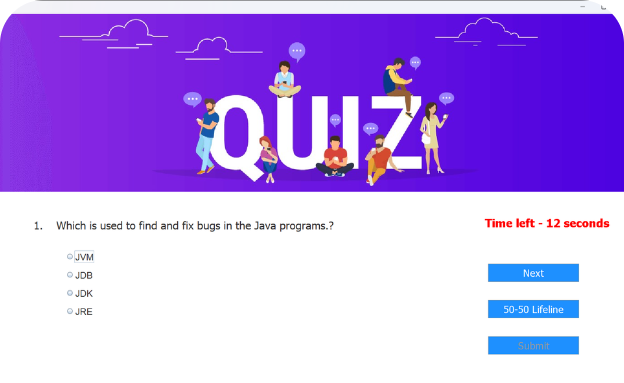 QUIZ
1. Which is used to find and fix bugs in the Java programs.?
Time left - 12 seconds
JVM
JDB
JDK
JRE
Next
50-50 Lifeline
Submit